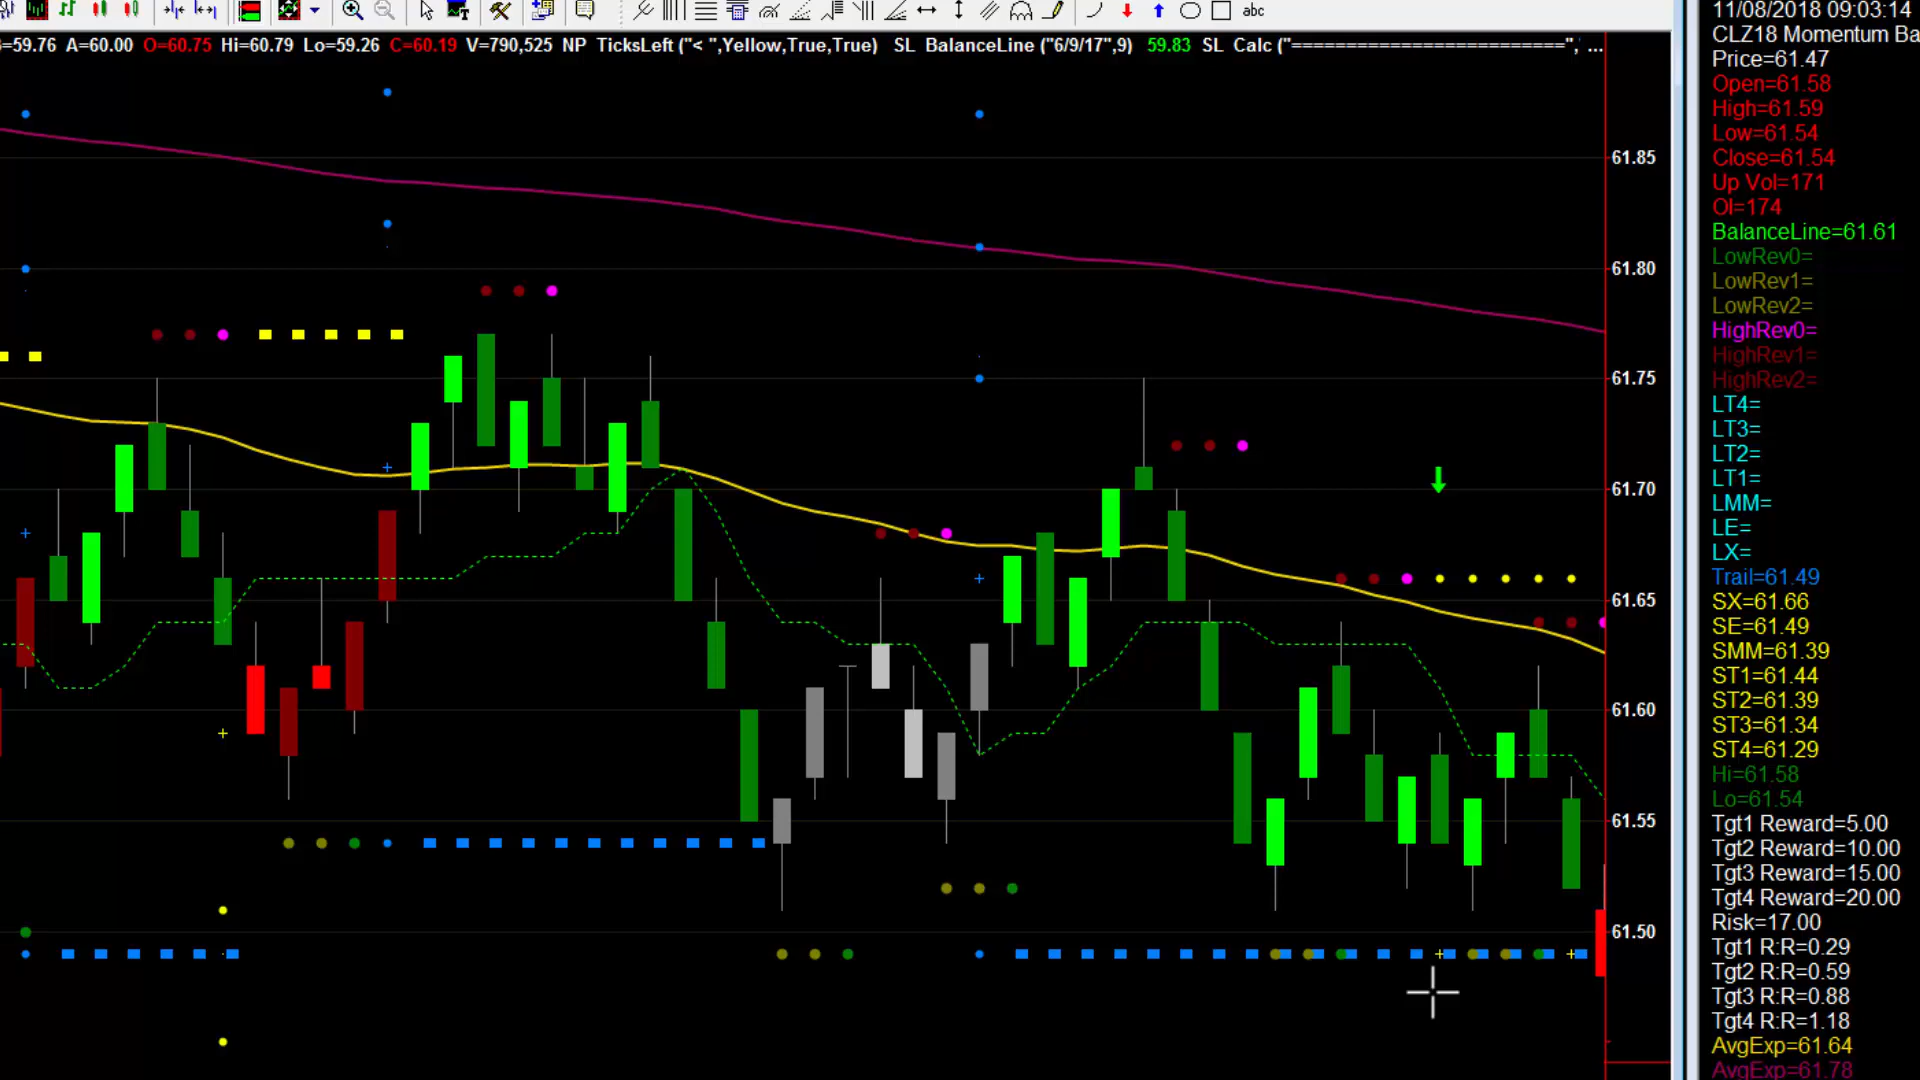 abc
=59.76 A=60.00 O=60.75 Hi=60.79 Lo=59.26 C=60.19 V=790,525 NP TicksLeft ("< ",Yellow,True,True) SL BalanceLine ("6/9/17",9) 59.83 SL Calc ("=========================",' ...
61.85
61.80
61.75
61.70
61.65
61.60
61.55
61.50
11/08/2018 09:03:14
CLZ18 Momentum Ba
Price=61.47
Open=61.58
High=61.59
Low=61.54
Close=61.54
Up Vol=171
OI=174
BalanceLine=61.61
LowRev0=
LowRev1=
LowRev2=
HighRev0=
HighRev1=
HighRev2=
LT4=
LT3=
LT2=
LT1=
LMM=
LE=
LX=
Trail=61.49
SX=61.66
SE=61.49
SMM=61.39
ST1=61.44
ST2=61.39
ST3=61.34
ST4=61.29
Hi=61.58
Lo=61.54
Tgt1 Reward=5.00
Tgt2 Reward=10.00
Tgt3 Reward=15.00
Tgt4 Reward=20.00
Risk=17.00
Tgt1 R:R=0.29
Tgt2 R:R=0.59
Tgt3 R:R=0.88
Tgt4 R:R=1.18
AvgExp=61.64
AvgExp=61.78